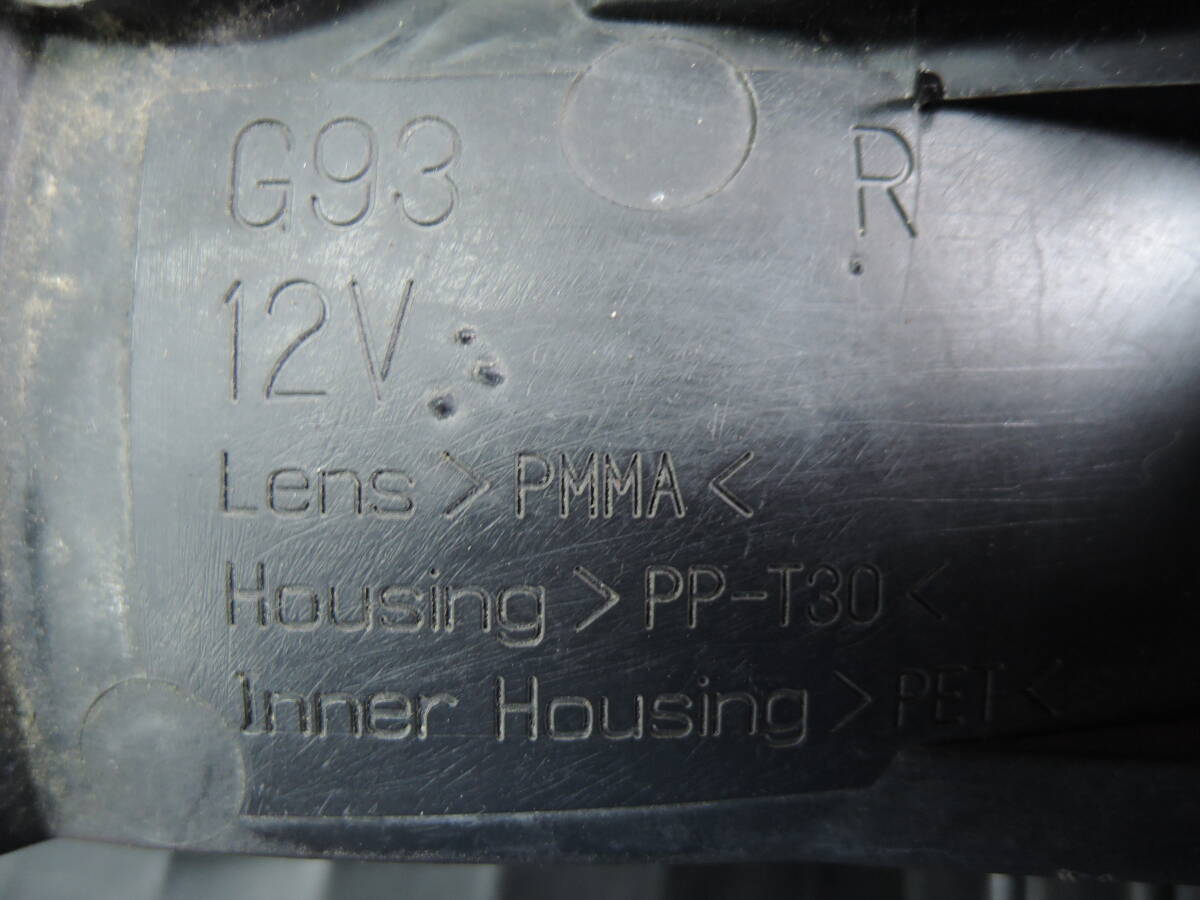 G93 R
12V
Lens >PMMA<
Housing >PP-T30<
Inner Housing >PET<